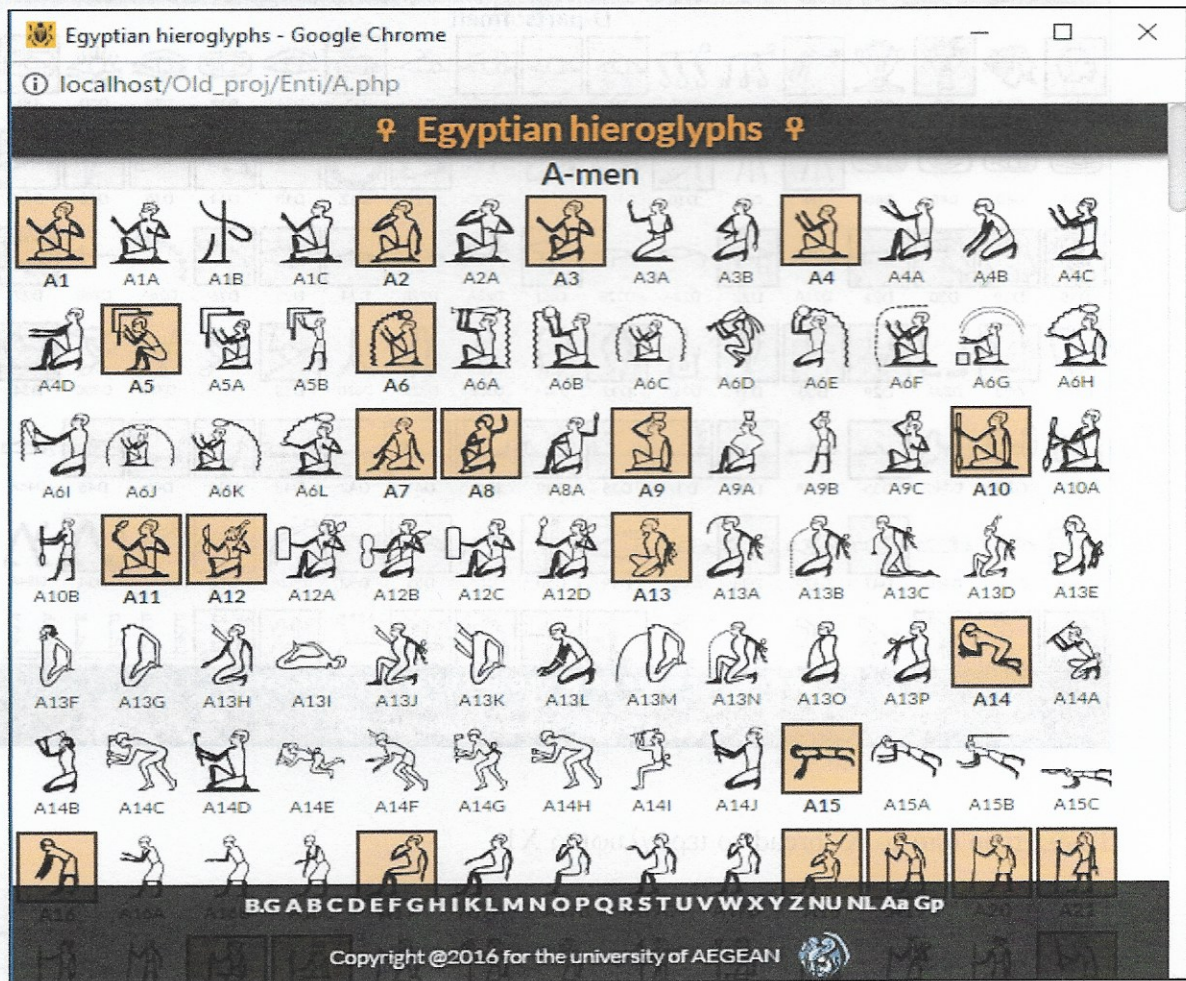 Egyptian hieroglyphs - Google Chrome
localhost/Old_proj/Enti/A.php
Egyptian hieroglyphs
A-men
A1 A1A A1B A1C A2 A2A A3 A3A A3B A4 A4A A4B A4C
A4D A5 A5A A5B A6 A6A A6B A6C A6D A6E A6F A6G A6H
A6I A6J A6K A6L A7 A8 A8A A9 A9A A9B A9C A10 A10A
A10B A11 A12 A12A A12B A12C A12D A13 A13A A13B A13C A13D A13E
A13F A13G A13H A13I A13J A13K A13L A13M A13N A13O A13P A14 A14A
A14B A14C A14D A14E A14F A14G A14H A14I A14J A15 A15A A15B A15C
A16 A16A
B.G A B C D E F G H I K L M N O P Q R S T U V W X Y Z NU NL Aa Gp
Copyright @2016 for the university of AEGEAN